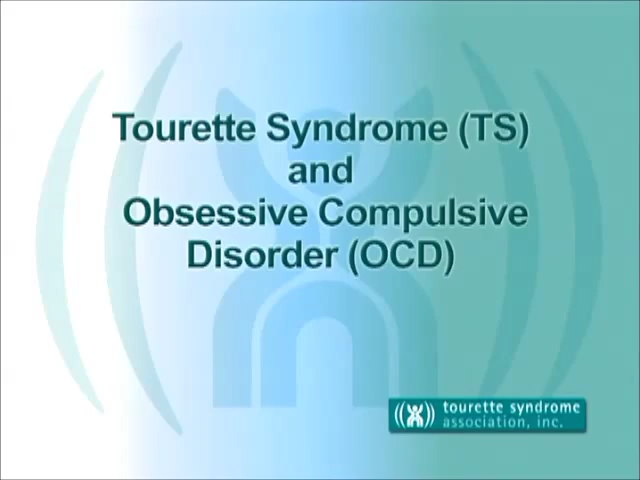 Tourette Syndrome (TS)
and
Obsessive Compulsive
Disorder (OCD)
tourette syndrome
association, inc.